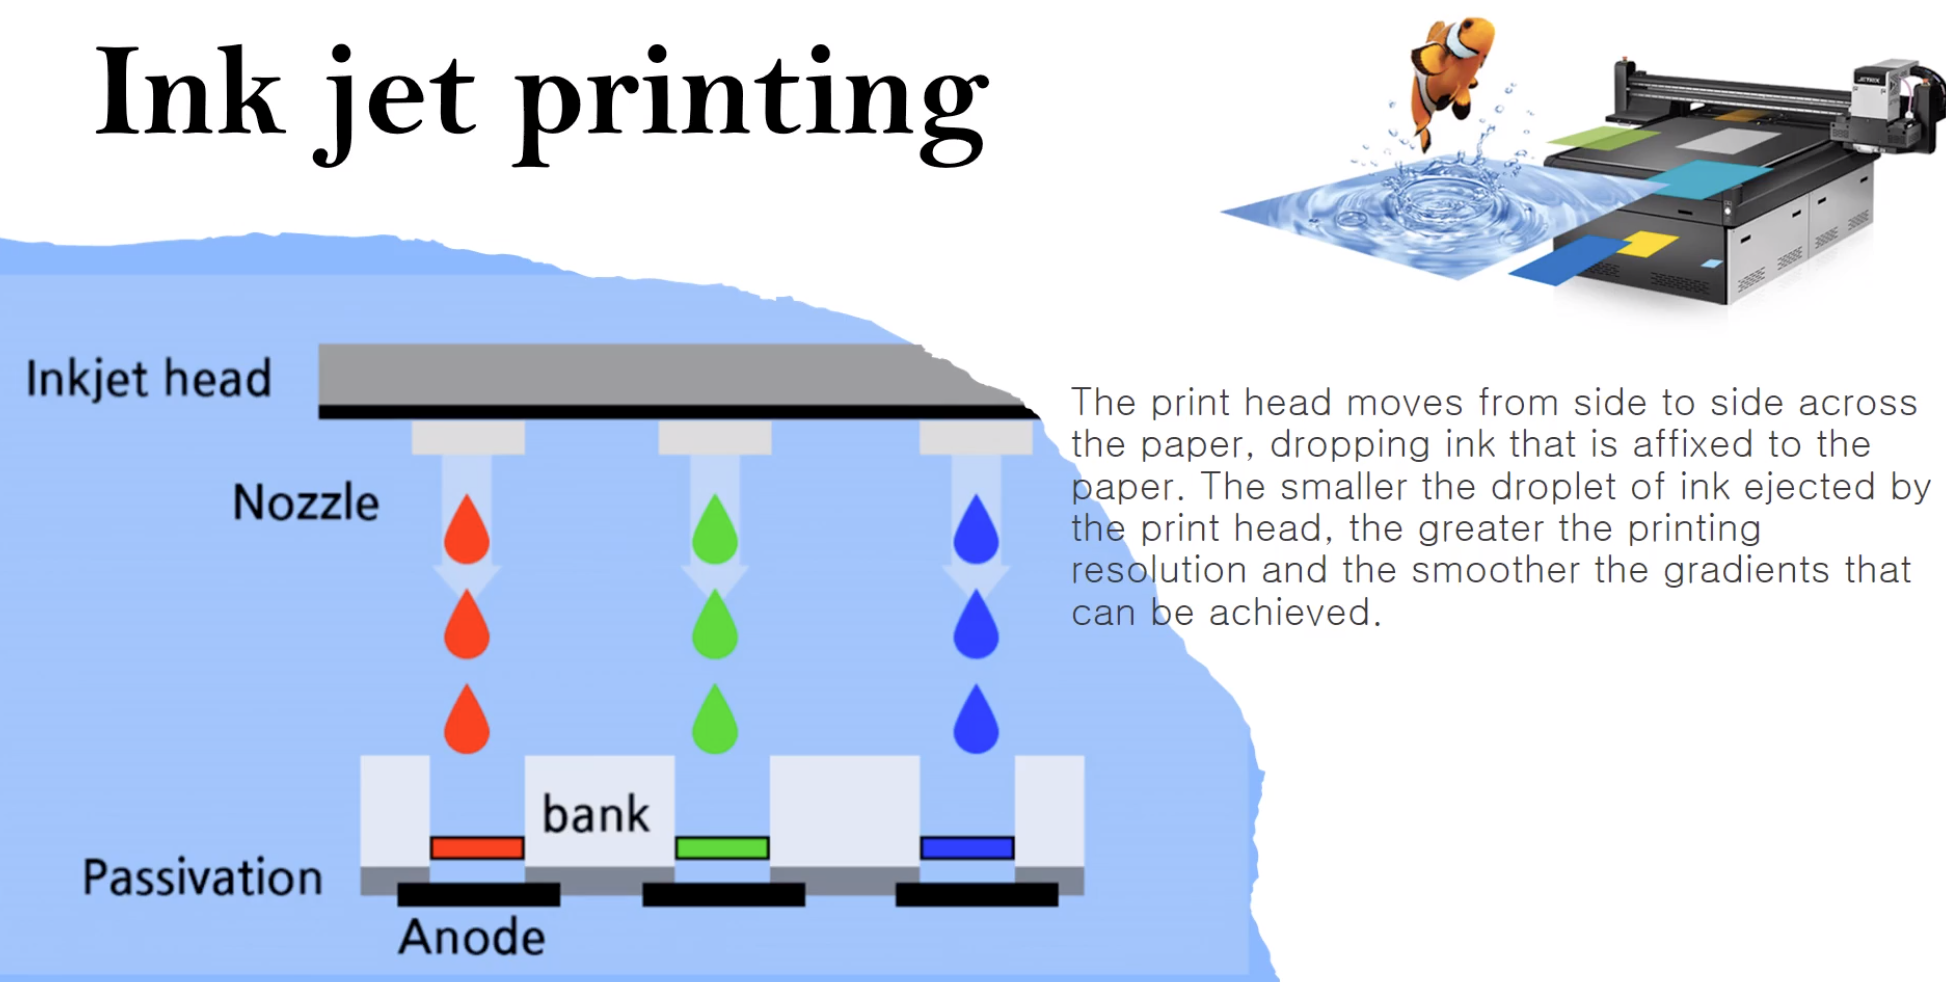 Ink jet printing
JETRIX
Inkjet head
Nozzle
bank
Passivation
Anode
The print head moves from side to side across
the paper, dropping ink that is affixed to the
paper. The smaller the droplet of ink ejected by
the print head, the greater the printing
resolution and the smoother the gradients that
can be achieved.